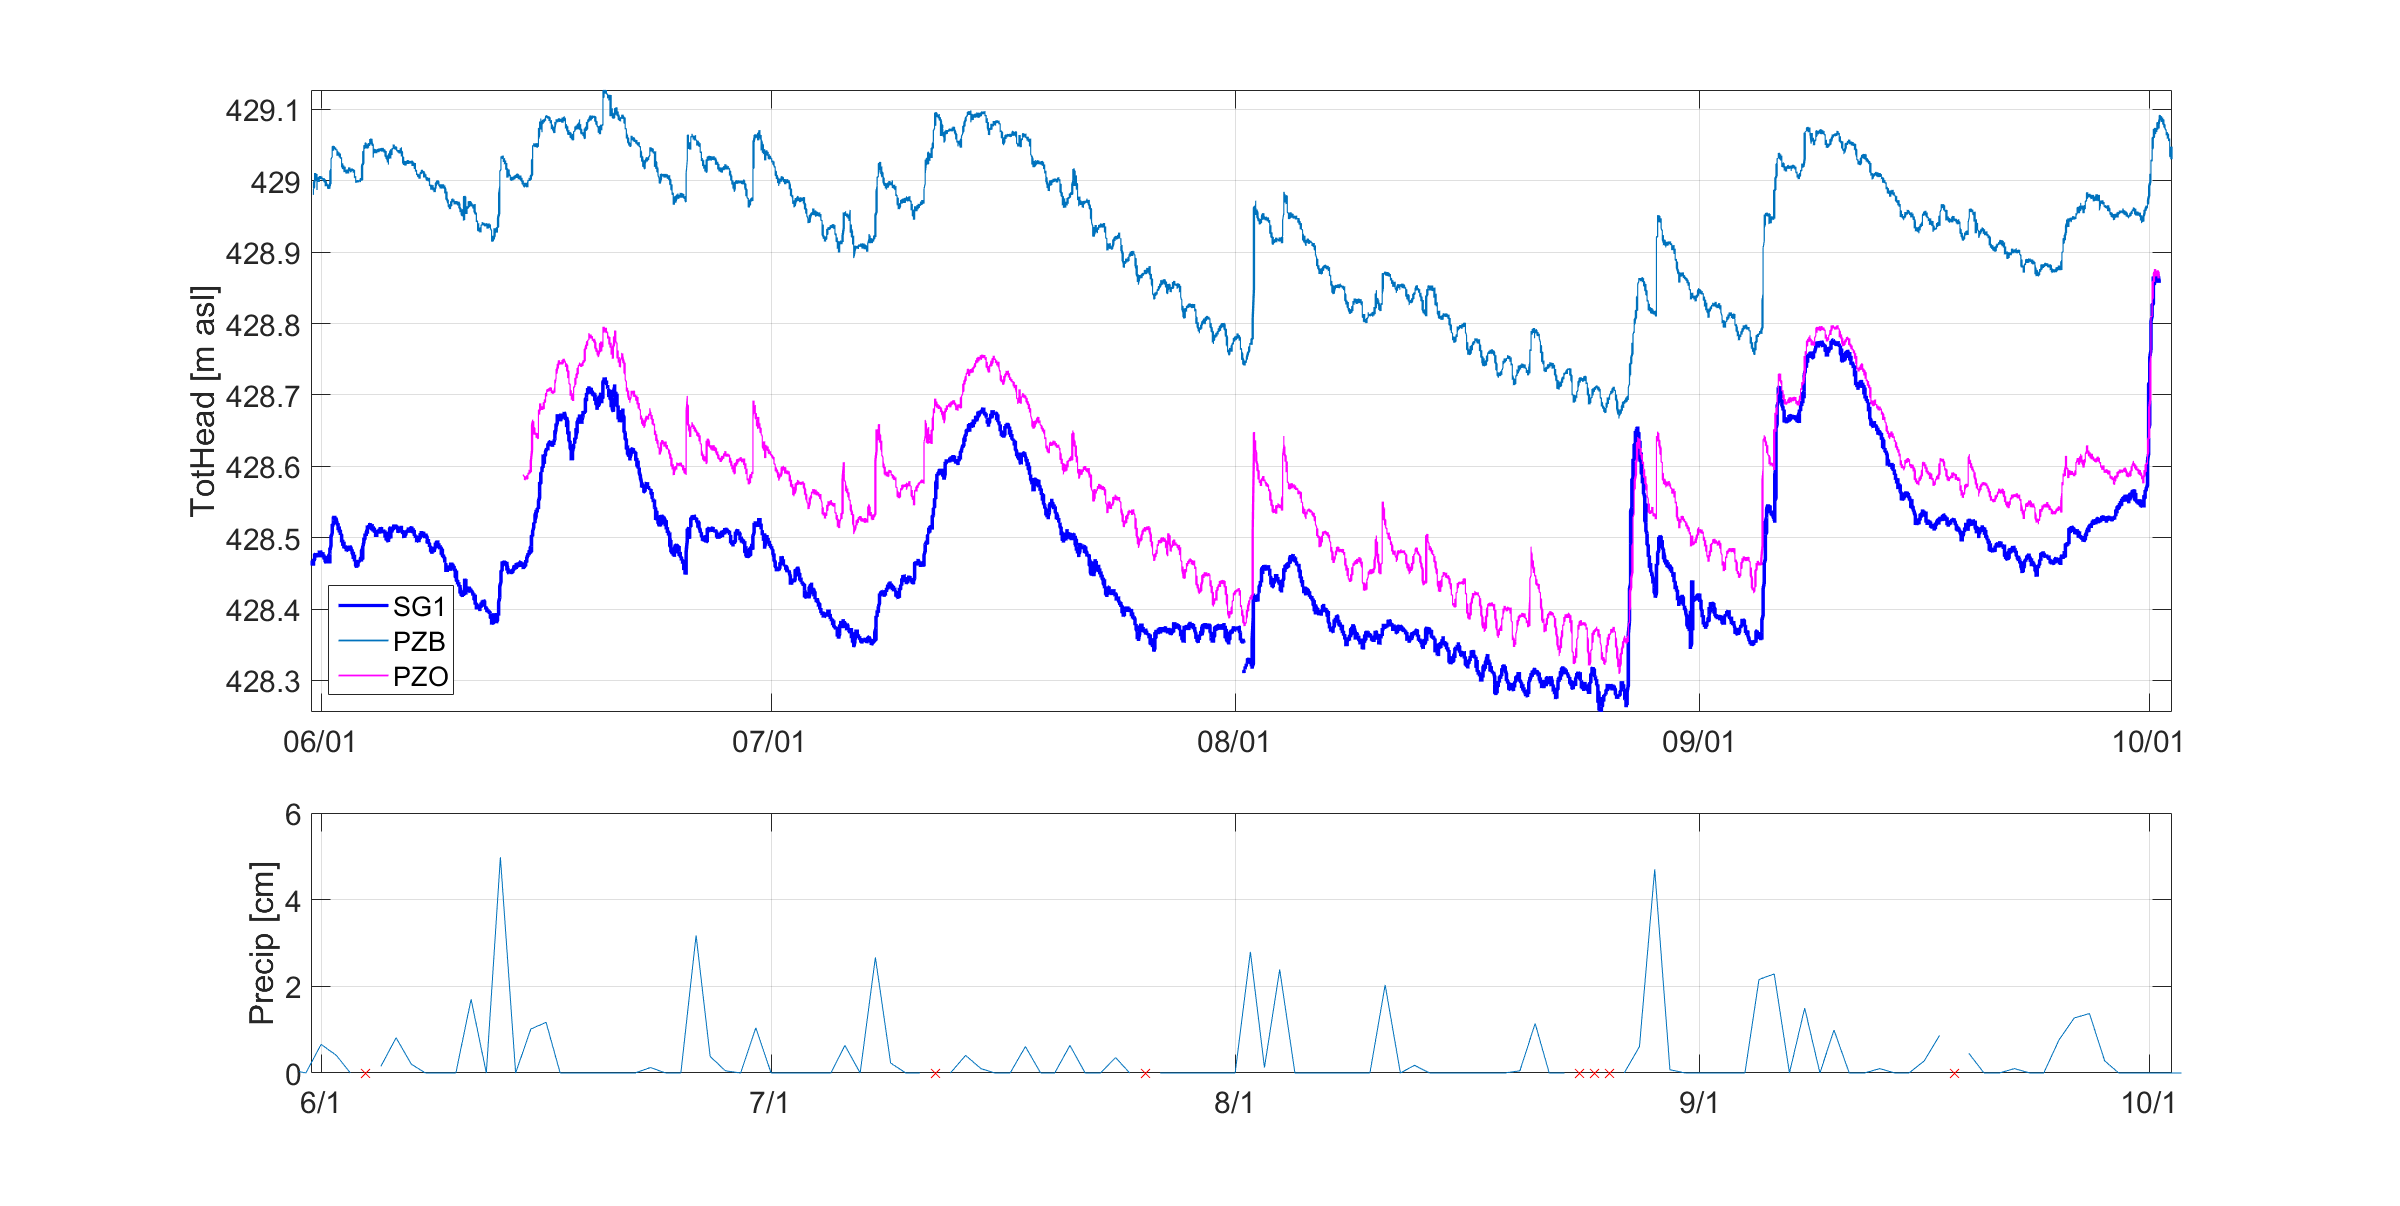 429.1
429
428.9
428.8
428.7
428.6
428.5
428.4
428.3
TotHead [m asl]
SG1
PZB
PZO
06/01 07/01 08/01 09/01 10/01
6
4
2
0
Precip [cm]
6/1 7/1 8/1 9/1 10/1